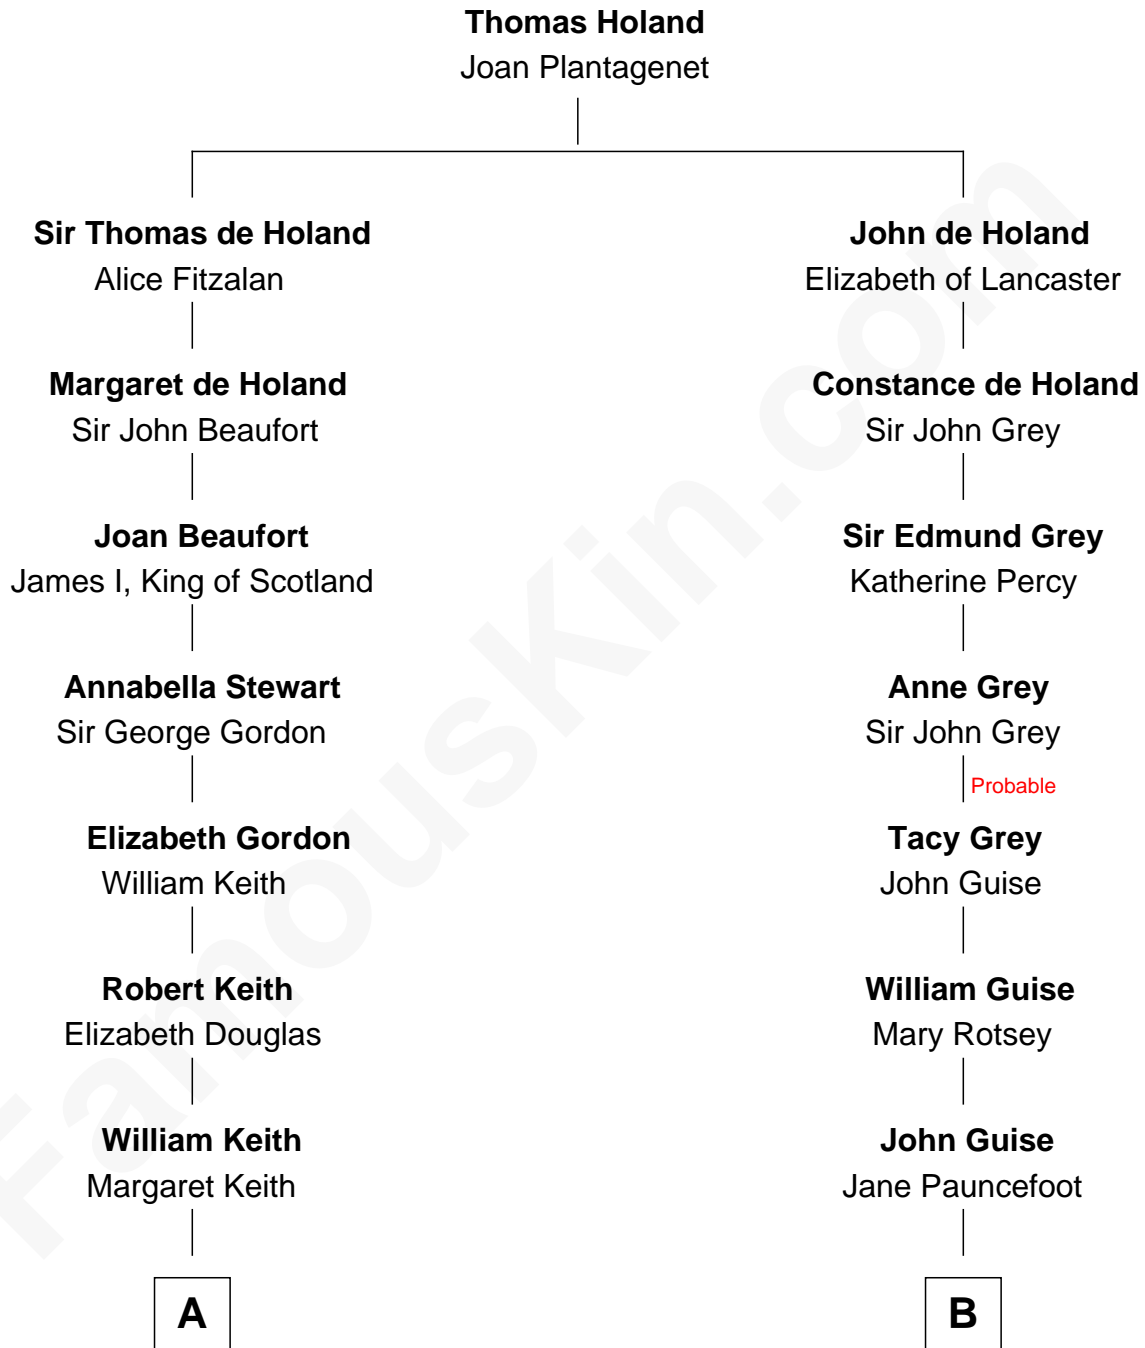 Thomas Holand
Joan Plantagenet
Sir Thomas de Holand
Alice Fitzalan
John de Holand
Elizabeth of Lancaster
Margaret de Holand
Sir John Beaufort
Constance de Holand
Sir John Grey
Joan Beaufort
James I, King of Scotland
Sir Edmund Grey
Katherine Percy
Annabella Stewart
Sir George Gordon
Anne Grey
Sir John Grey
Probable
Elizabeth Gordon
William Keith
Tacy Grey
John Guise
Robert Keith
Elizabeth Douglas
William Guise
Mary Rotsey
William Keith
Margaret Keith
John Guise
Jane Pauncefoot
A
B
FamousKin.com